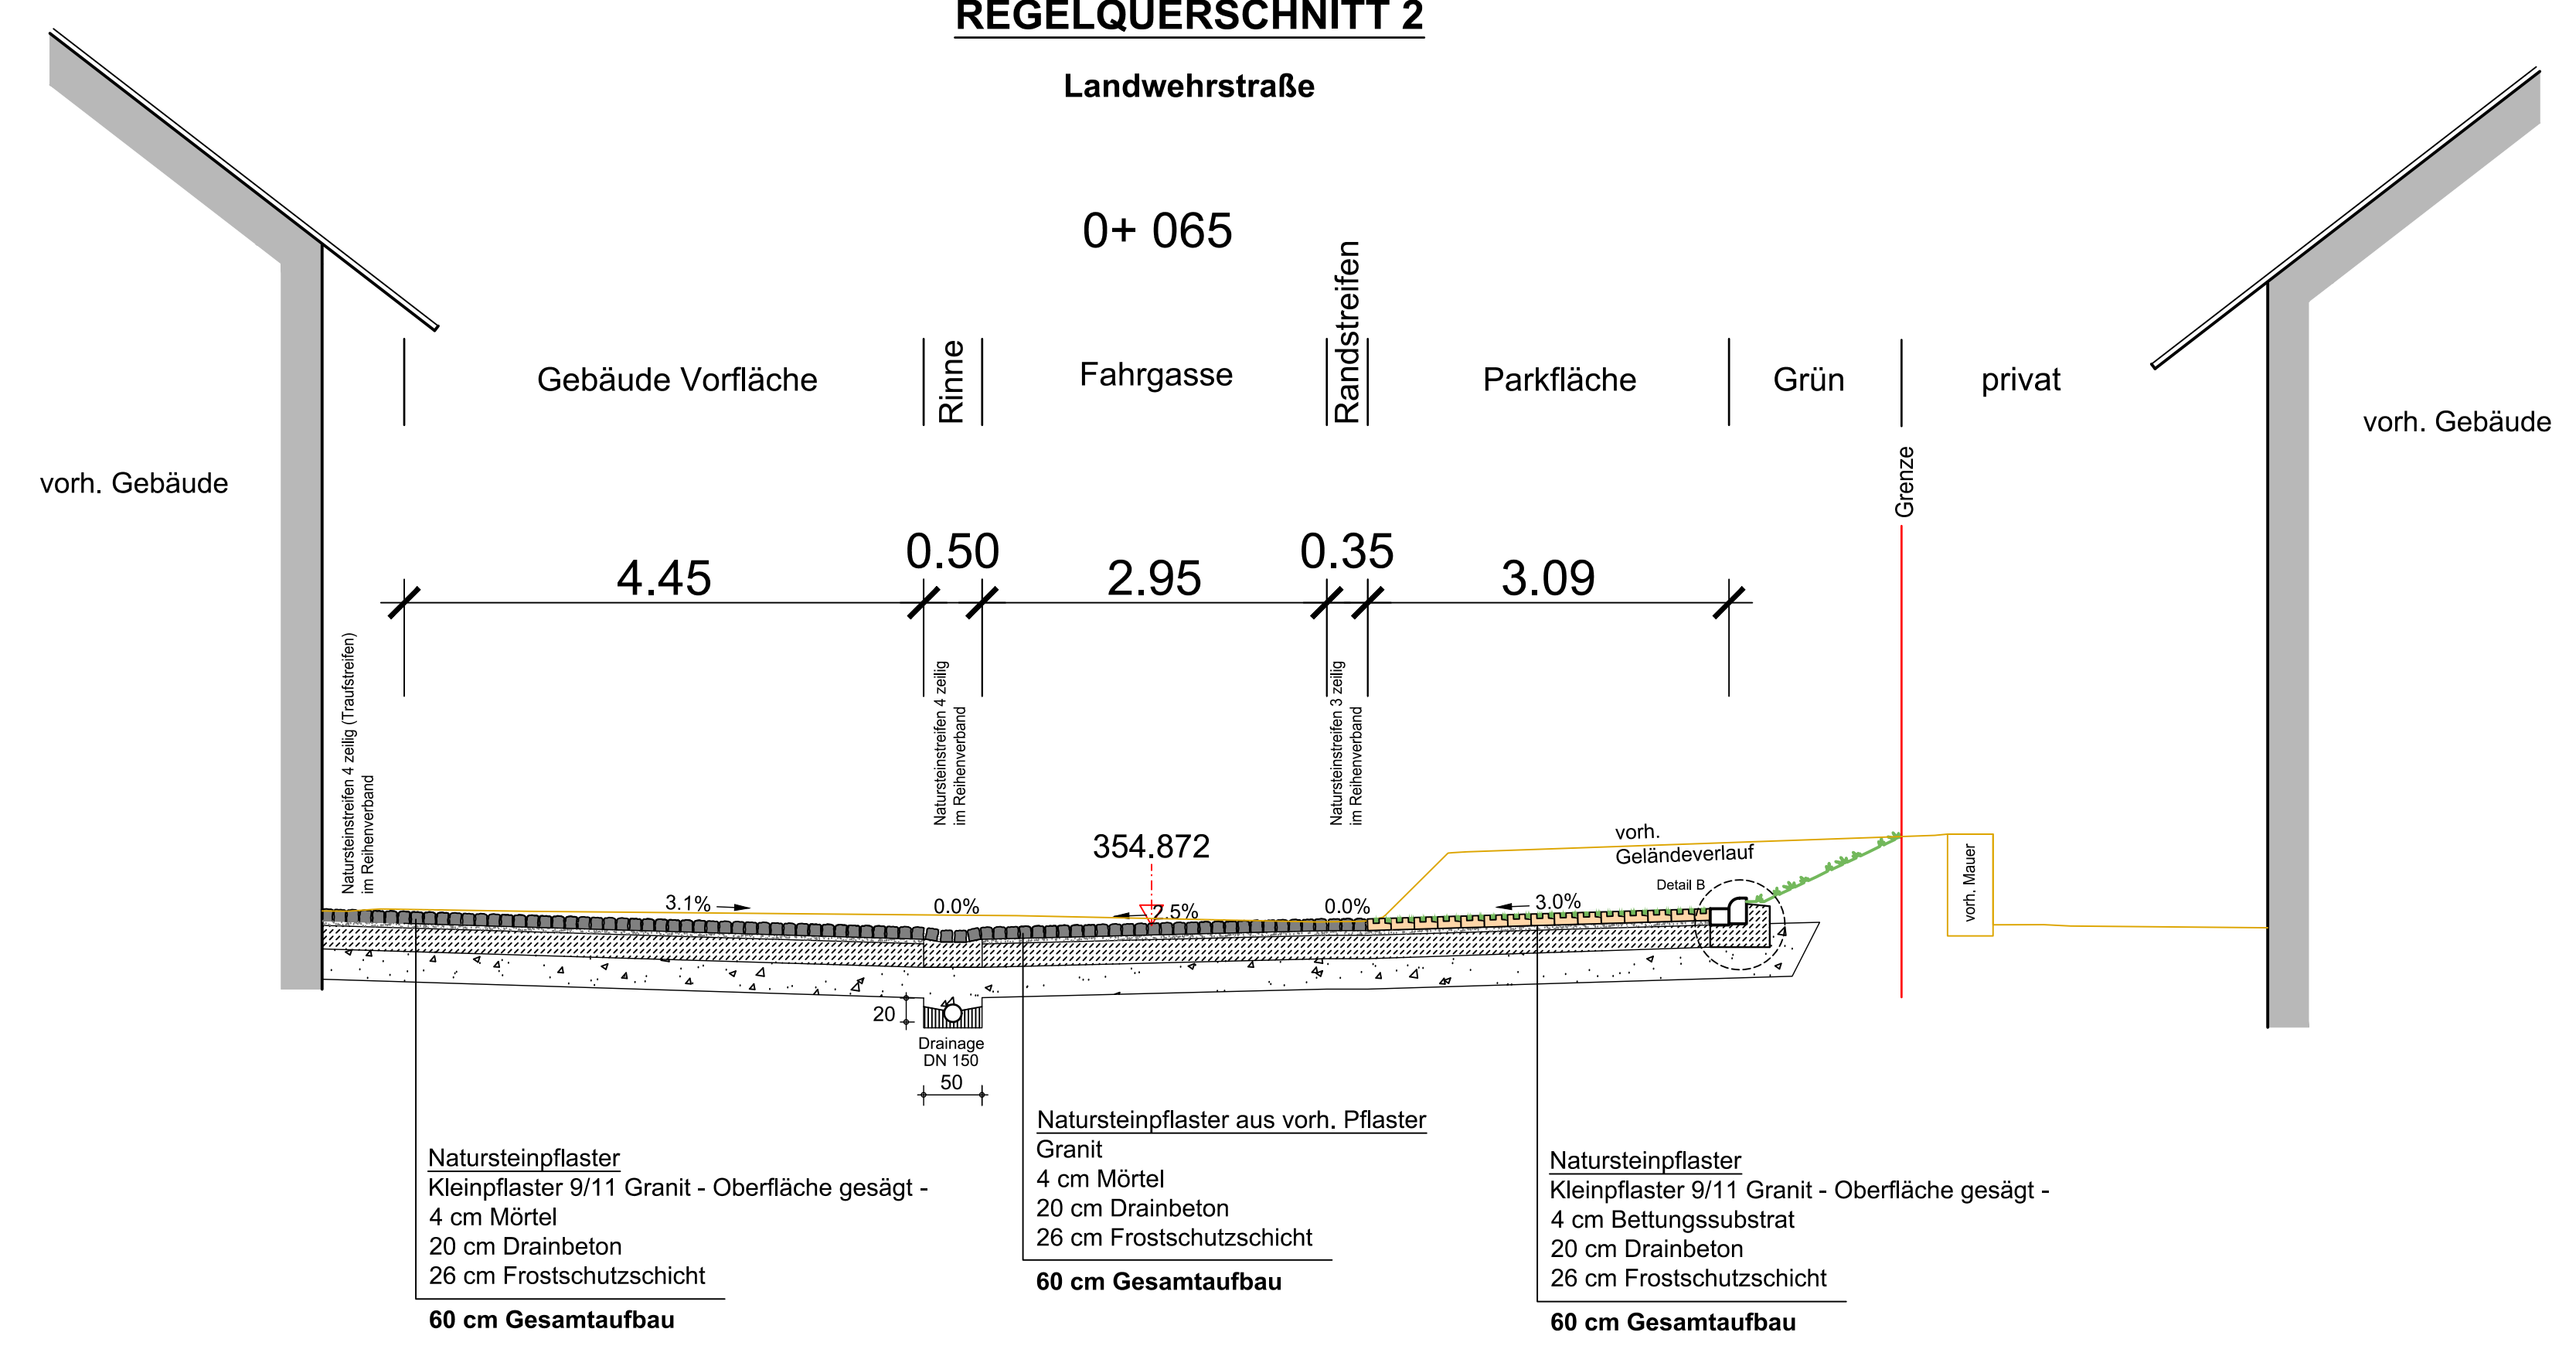 REGELQUERSCHNITT 2
Landwehrstraße
0+ 065
Gebäude Vorfläche
Rinne
Fahrgasse
Randstreifen
Parkfläche
Grün
privat
vorh. Gebäude
vorh. Gebäude
Grenze
4.45
0.50
2.95
0.35
3.09
Natursteinstreifen 4 zeilig (Traufstreifen)
im Reihenverband
Natursteinstreifen 4 zeilig
im Reihenverband
Natursteinstreifen 3 zeilig
im Reihenverband
354.872
vorh.
Geländeverlauf
Detail B
vorh. Mauer
3.1%
0.0%
2.5%
0.0%
3.0%
20
Drainage
DN 150
50
Natursteinpflaster
Kleinpflaster 9/11 Granit - Oberfläche gesägt -
4 cm Mörtel
20 cm Drainbeton
26 cm Frostschutzschicht
60 cm Gesamtaufbau
Natursteinpflaster aus vorh. Pflaster
Granit
4 cm Mörtel
20 cm Drainbeton
26 cm Frostschutzschicht
60 cm Gesamtaufbau
Natursteinpflaster
Kleinpflaster 9/11 Granit - Oberfläche gesägt -
4 cm Bettungssubstrat
20 cm Drainbeton
26 cm Frostschutzschicht
60 cm Gesamtaufbau